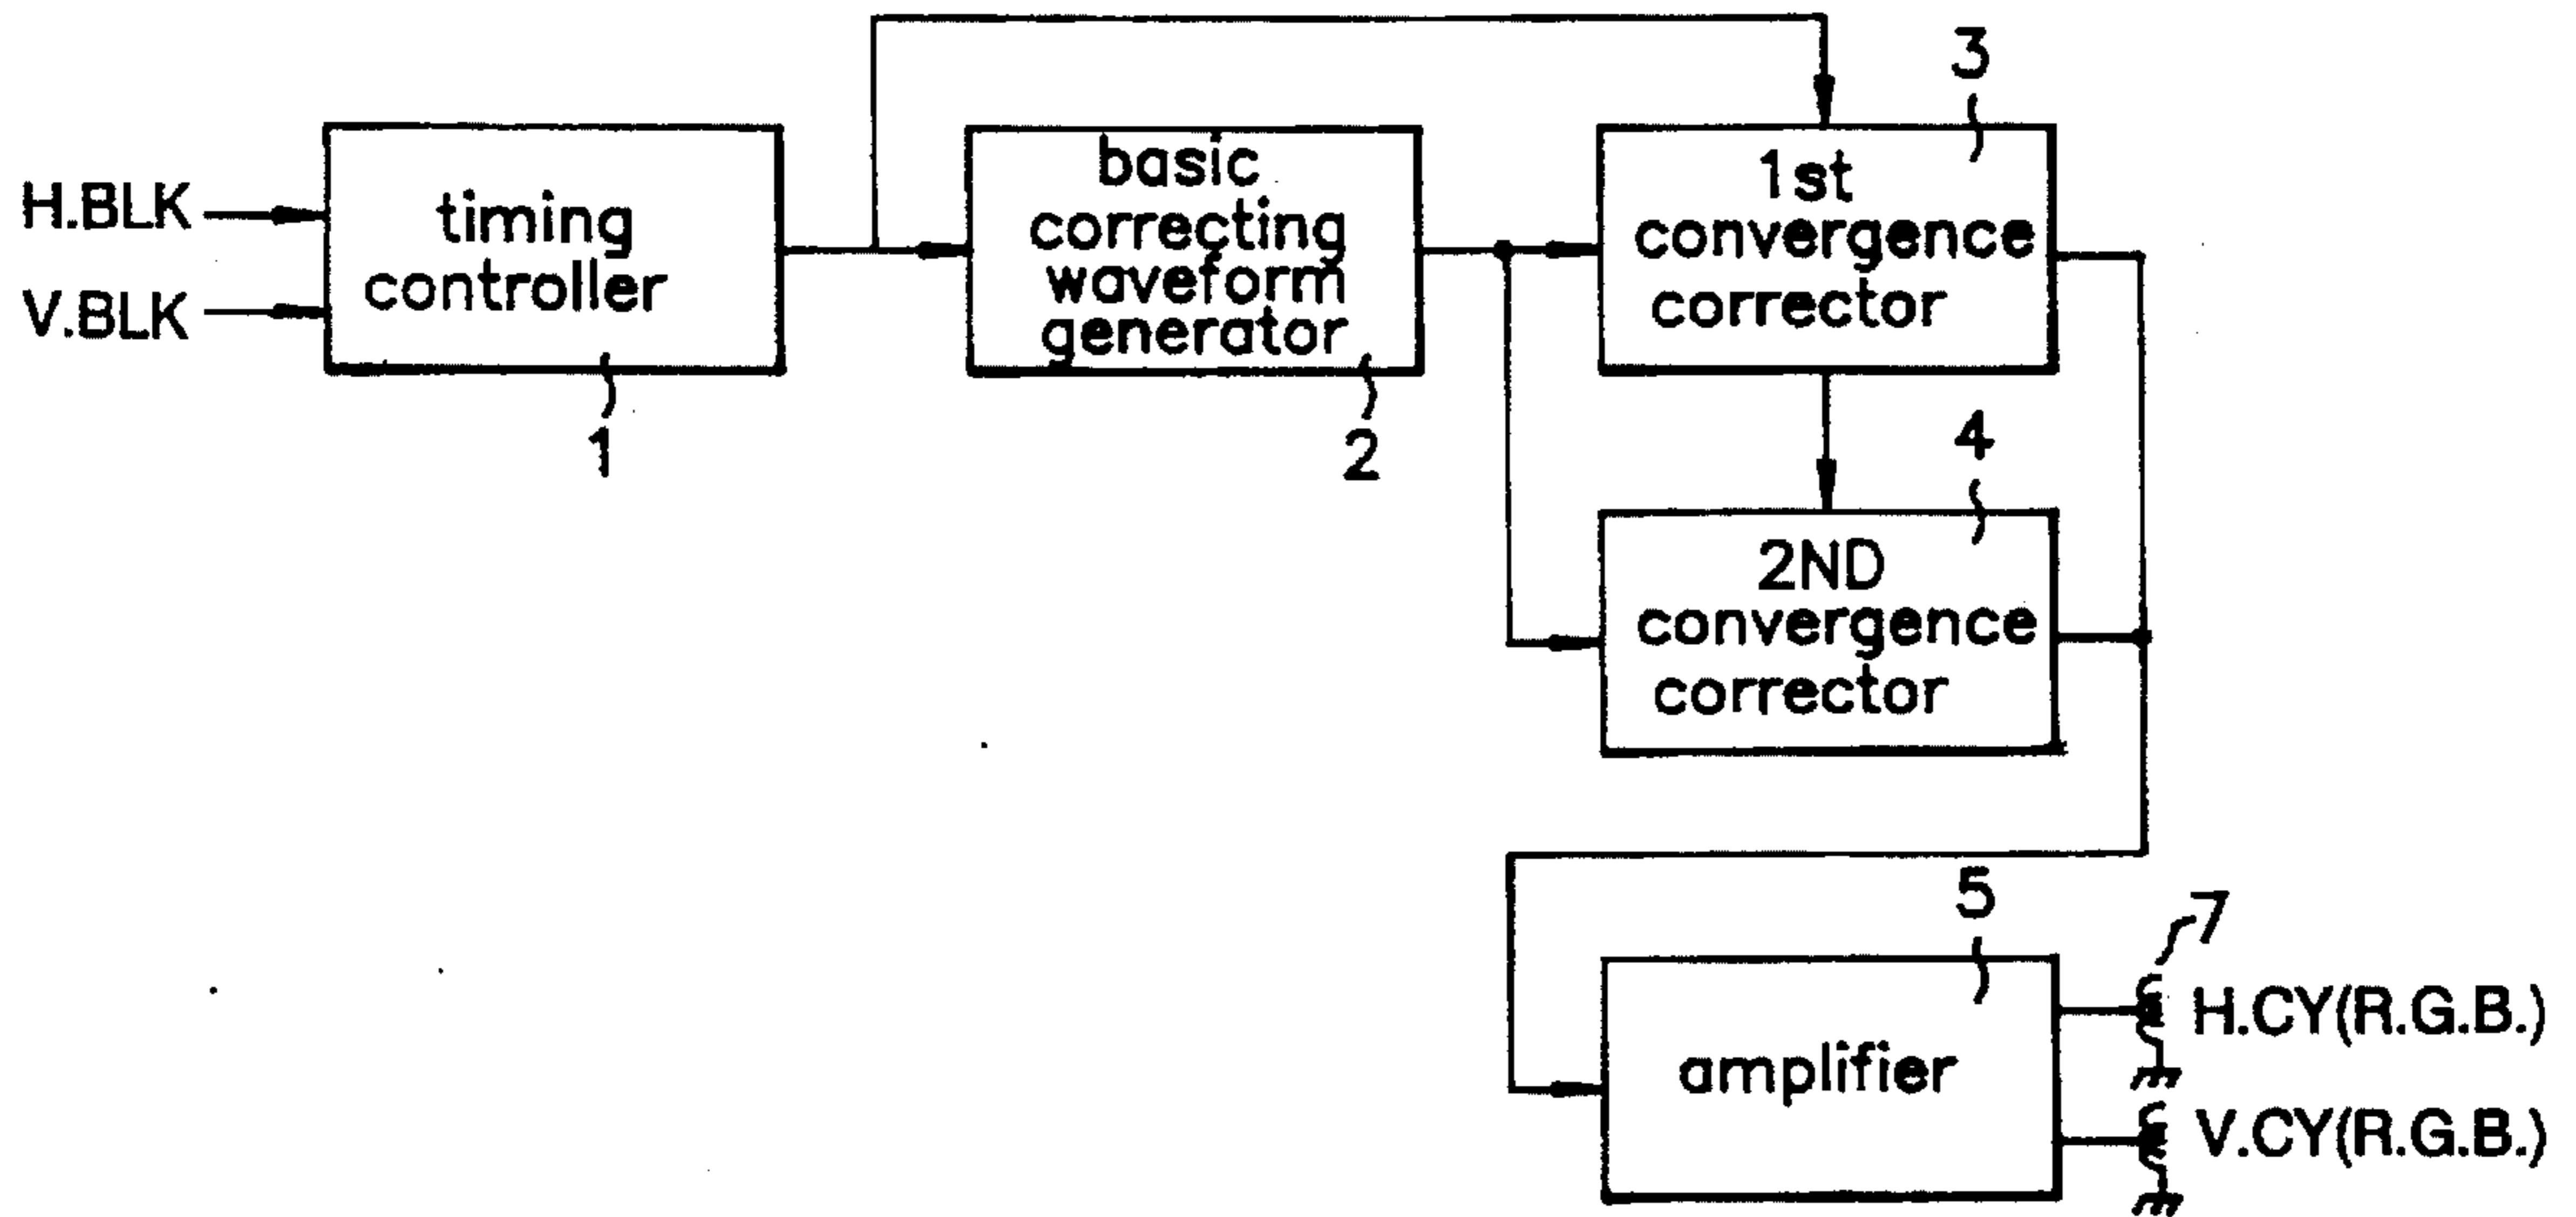 H.BLK
V.BLK
timing
controller
1
basic
correcting
waveform
generator
2
3
1st
convergence
corrector
4
2ND
convergence
corrector
5
amplifier
7
H.CY(R.G.B.)
V.CY(R.G.B.)